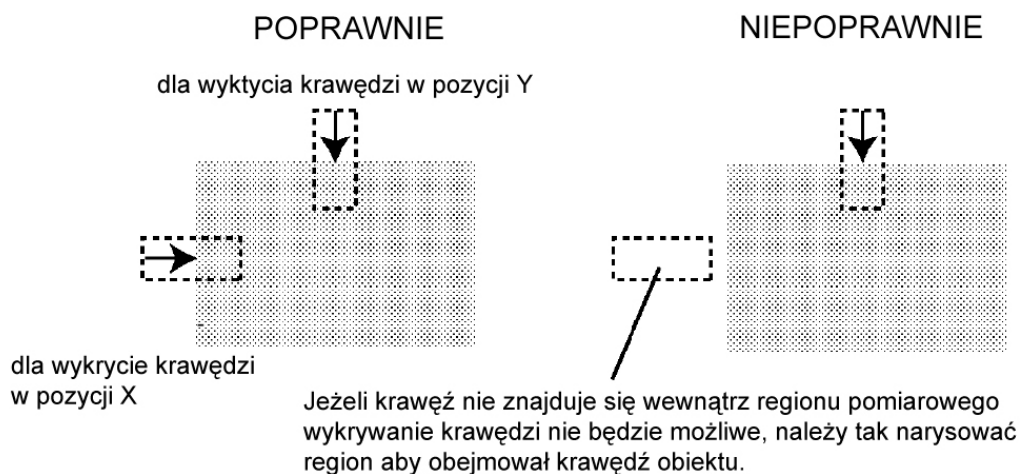 POPRAWNIE
NIEPOPRAWNIE
dla wyktycia krawędzi w pozycji Y
dla wykrycie krawędzi
w pozycji X
Jeżeli krawęź nie znajduje się wewnątrz regionu pomiarowego
wykrywanie krawędzi nie będzie możliwe, należy tak narysować
region aby obejmował krawędź obiektu.